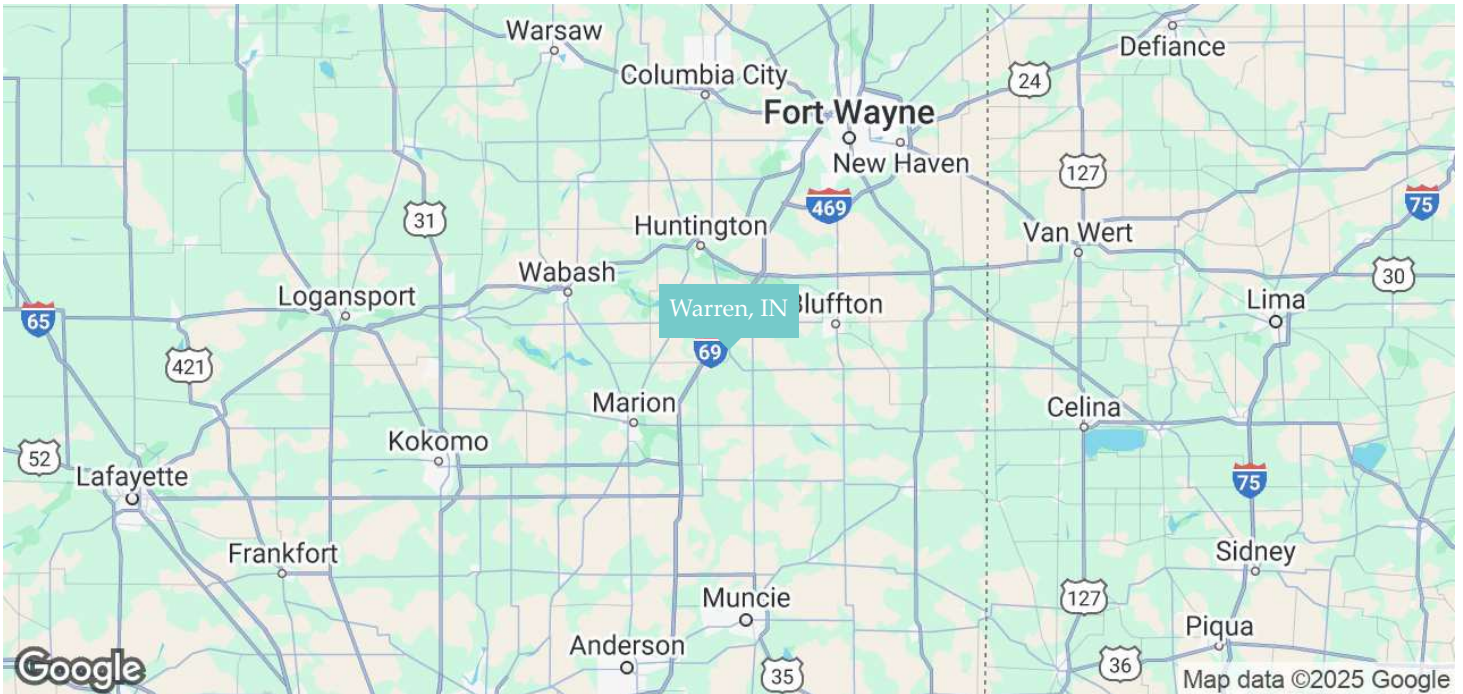 Warsaw
Defiance
Columbia City
24
Fort Wayne
New Haven
127
469
75
31
Huntington
Van Wert
Wabash
30
Logansport
Warren, IN
Bluffton
Lima
65
69
421
Marion
Celina
Kokomo
52
Lafayette
75
Frankfort
Sidney
Muncie
127
Piqua
Anderson
36
35
Google
Map data ©2025 Google